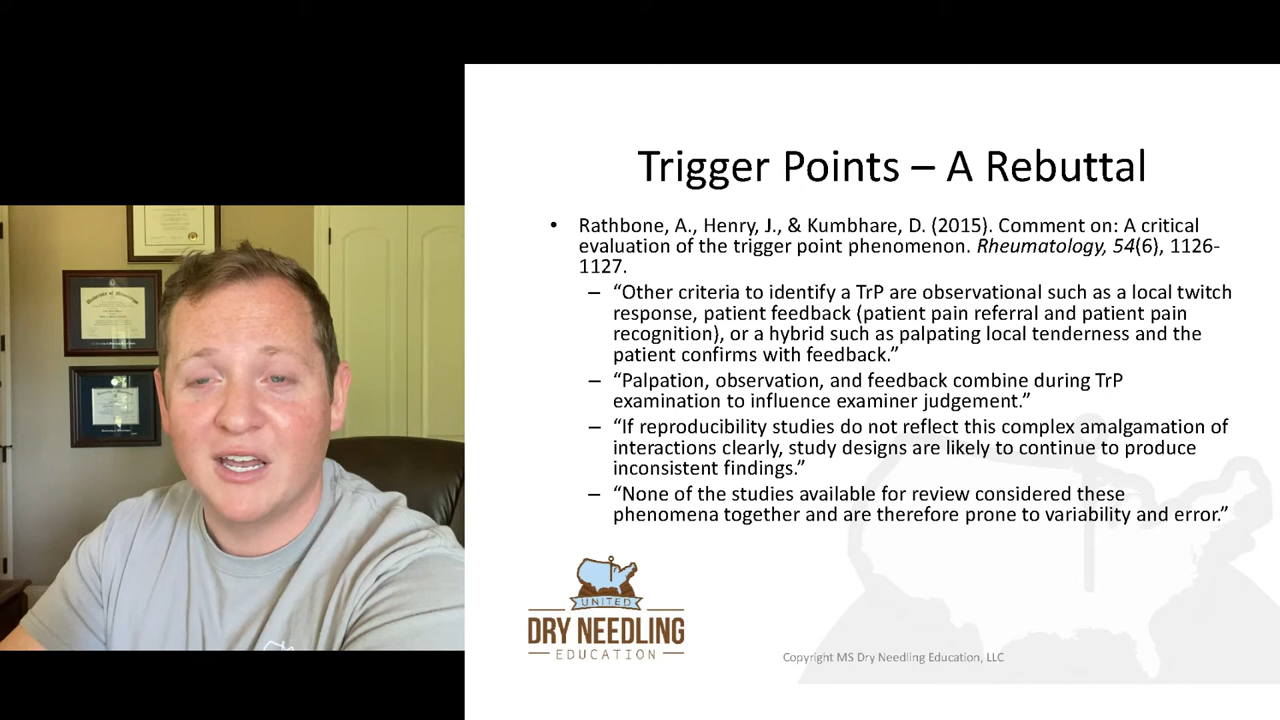 Trigger Points – A Rebuttal
• Rathbone, A., Henry, J., & Kumbhare, D. (2015). Comment on: A critical
evaluation of the trigger point phenomenon. Rheumatology, 54(6), 1126-
1127.
– “Other criteria to identify a TrP are observational such as a local twitch
response, patient feedback (patient pain referral and patient pain
recognition), or a hybrid such as palpating local tenderness and the
patient confirms with feedback.”
– “Palpation, observation, and feedback combine during TrP
examination to influence examiner judgement.”
– “If reproducibility studies do not reflect this complex amalgamation of
interactions clearly, study designs are likely to continue to produce
inconsistent findings.”
– “None of the studies available for review considered these
phenomena together and are therefore prone to variability and error.”
UNITED
DRY NEEDLING
EDUCATION
Copyright MS Dry Needling Education, LLC